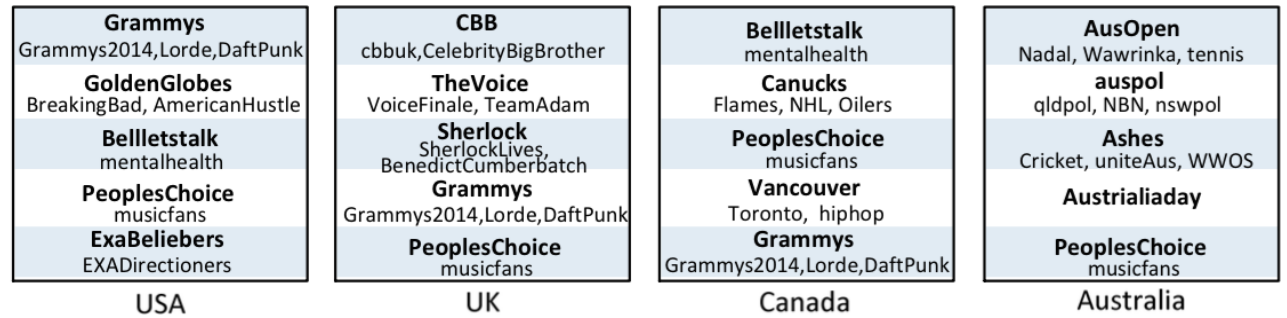 Grammys
Grammys2014,Lorde,DaftPunk
GoldenGlobes
BreakingBad, AmericanHustle
Bellletstalk
mentalhealth
PeoplesChoice
musicfans
ExaBeliebers
EXADirectioners
USA
CBB
cbbuk,CelebrityBigBrother
TheVoice
VoiceFinale, TeamAdam
Sherlock
SherlockLives,
BenedictCumberbatch
Grammys
Grammys2014,Lorde,DaftPunk
PeoplesChoice
musicfans
UK
Bellletstalk
mentalhealth
Canucks
Flames, NHL, Oilers
PeoplesChoice
musicfans
Vancouver
Toronto, hiphop
Grammys
Grammys2014,Lorde,DaftPunk
Canada
AusOpen
Nadal, Wawrinka, tennis
auspol
qldpol, NBN, nswpol
Ashes
Cricket, uniteAus, WWOS
Austrialiaday
PeoplesChoice
musicfans
Australia